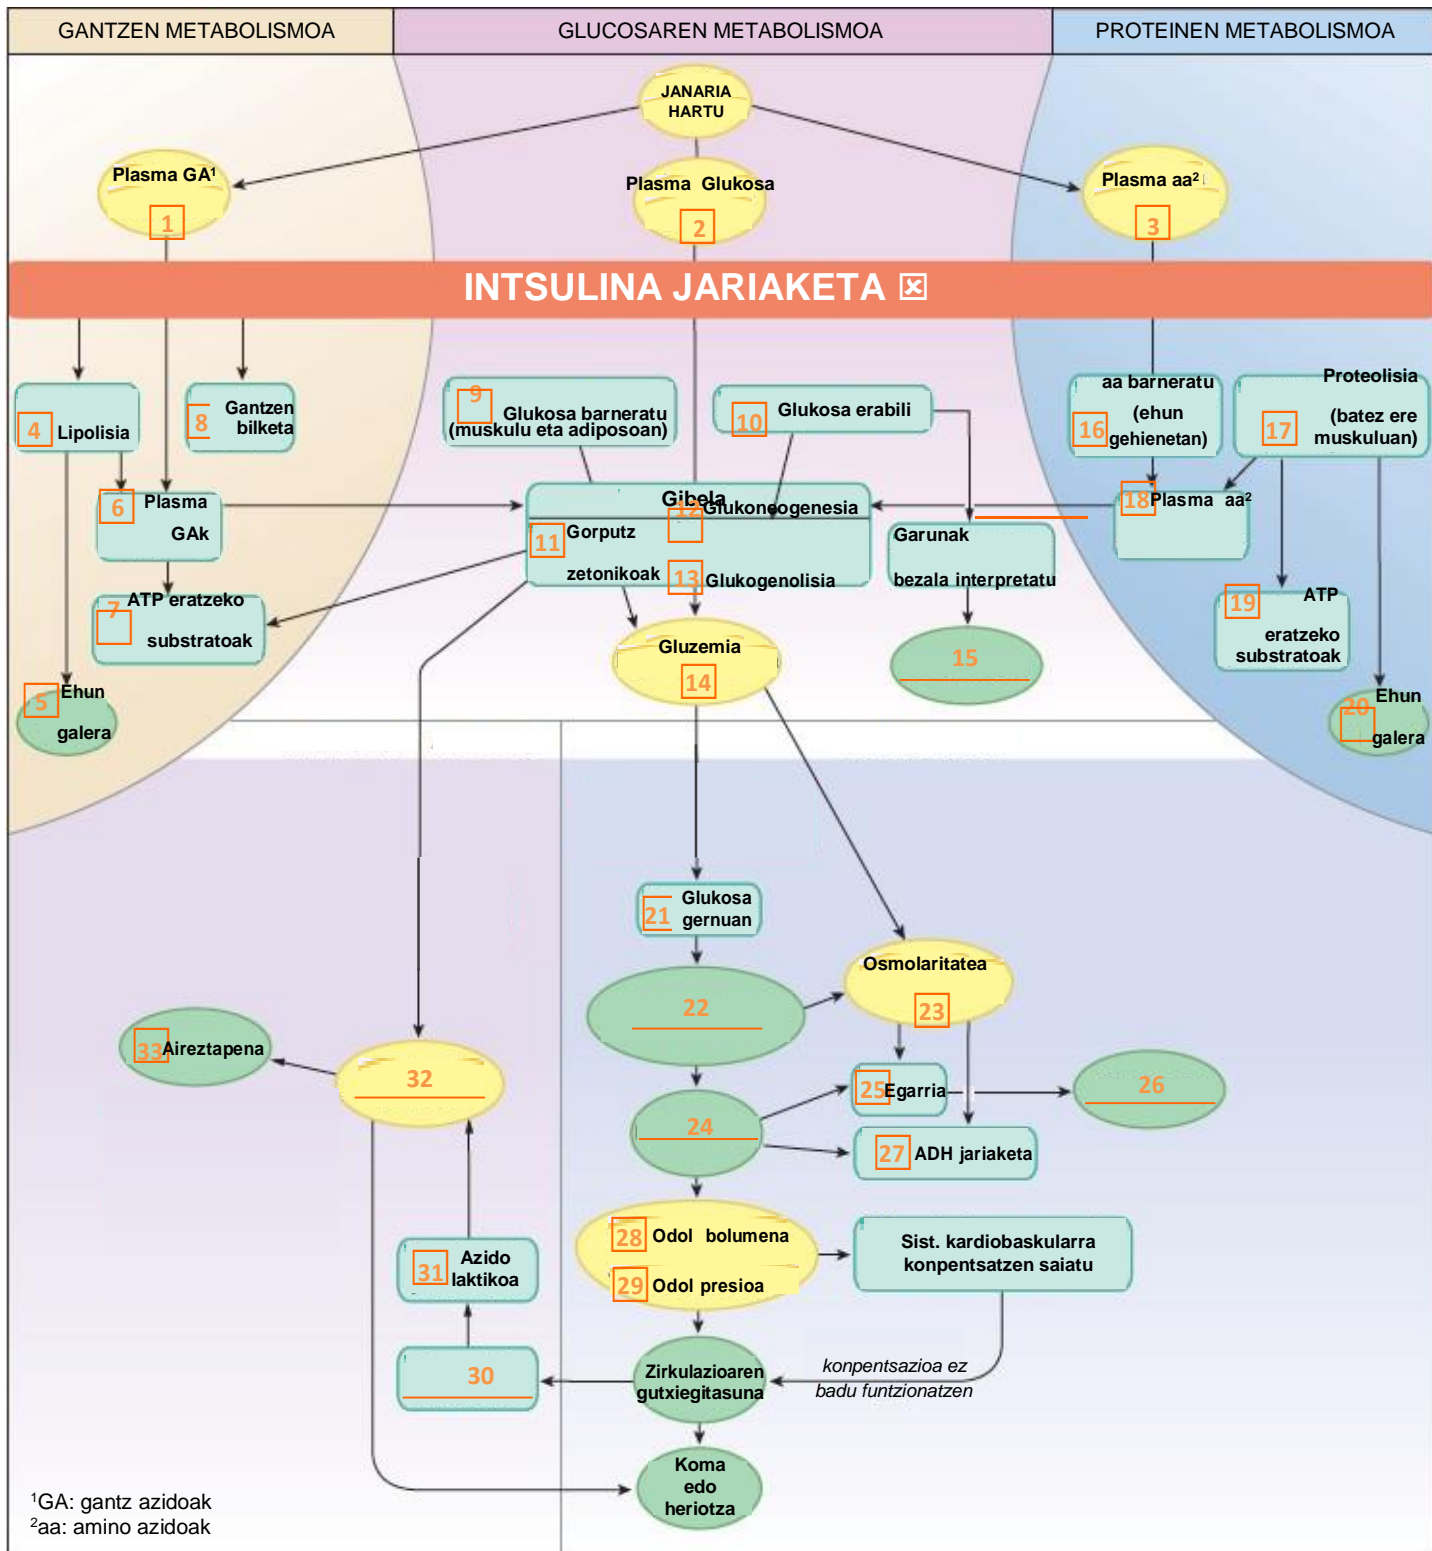 GANTZEN METABOLISMOA
GLUCOSAREN METABOLISMOA
PROTEINEN METABOLISMOA
JANARIA
HARTU
Plasma GA¹
1
Plasma Glukosa
2
Plasma aa²
3
INTSULINA JARIAKETA
4 Lipolisia
8 Gantzen
bilketa
9
Glukosa barneratu
(muskulu eta adiposoan)
10 Glukosa erabili
aa barneratu
16 (ehun
gehienetan)
Proteolisia
17 (batez ere
muskuluan)
6 Plasma
GAk
Gibela
12 Glukoneogenesia
11 Gorputz
zetonikoak
13 Glukogenolisia
Garunak
bezala interpretatu
18 Plasma aa²
7 ATP eratzeko
substratoak
19 ATP
eratzeko
substratoak
Gluzemia
14
15
5 Ehun
galera
20 Ehun
galera
21 Glukosa
gernuan
22
Osmolaritatea
23
33 Aireztapena
32
24
25 Egarria
26
27 ADH jariaketa
28 Odol bolumena
29 Odol presioa
Sist. kardiobaskularra
konpentsatzen saiatu
31 Azido
laktikoa
30
Zirkulazioaren
gutxiegitasuna
konpentsazioa ez
badu funtzionatzen
Koma
edo
heriotza
¹GA: gantz azidoak
²aa: amino azidoak